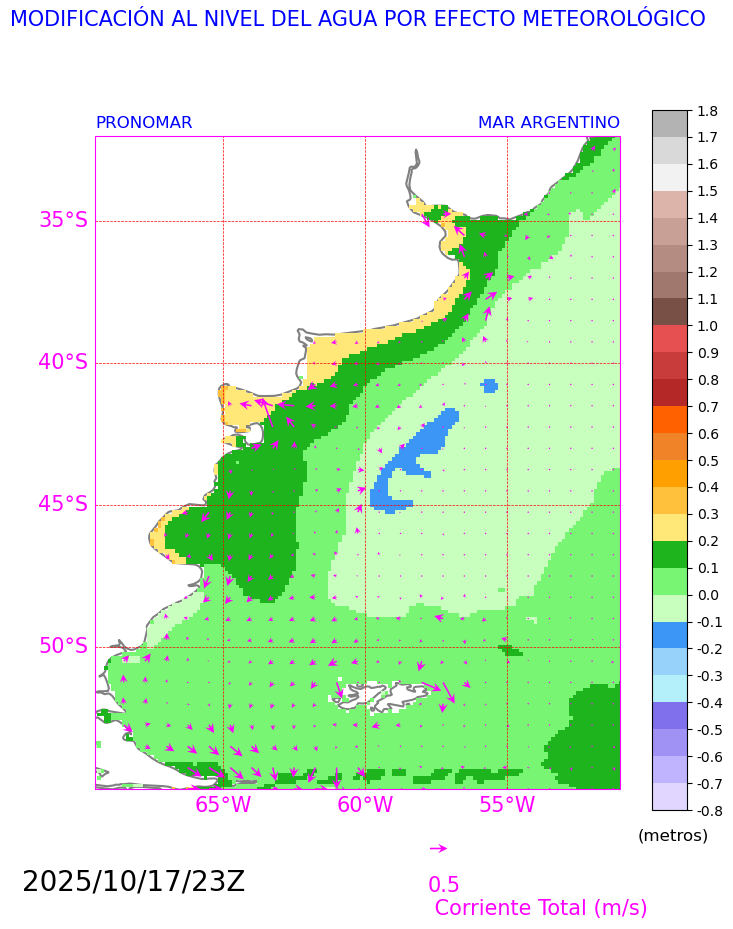 MODIFICACIÓN AL NIVEL DEL AGUA POR EFECTO METEOROLÓGICO
PRONOMAR
MAR ARGENTINO
35°S
40°S
45°S
50°S
65°W
60°W
55°W
1.8
1.7
1.6
1.5
1.4
1.3
1.2
1.1
1.0
0.9
0.8
0.7
0.6
0.5
0.4
0.3
0.2
0.1
0.0
-0.1
-0.2
-0.3
-0.4
-0.5
-0.6
-0.7
-0.8
(metros)
2025/10/17/23Z
0.5
Corriente Total (m/s)